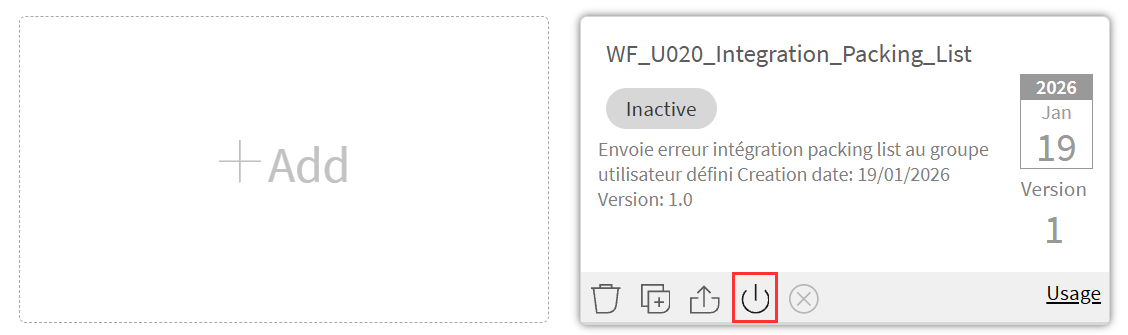 Add
WF_U020_Integration_Packing_List
Inactive
Envoie erreur intégration packing list au groupe
utilisateur défini Creation date: 19/01/2026
Version: 1.0
2026
Jan
19
Version
1
Usage